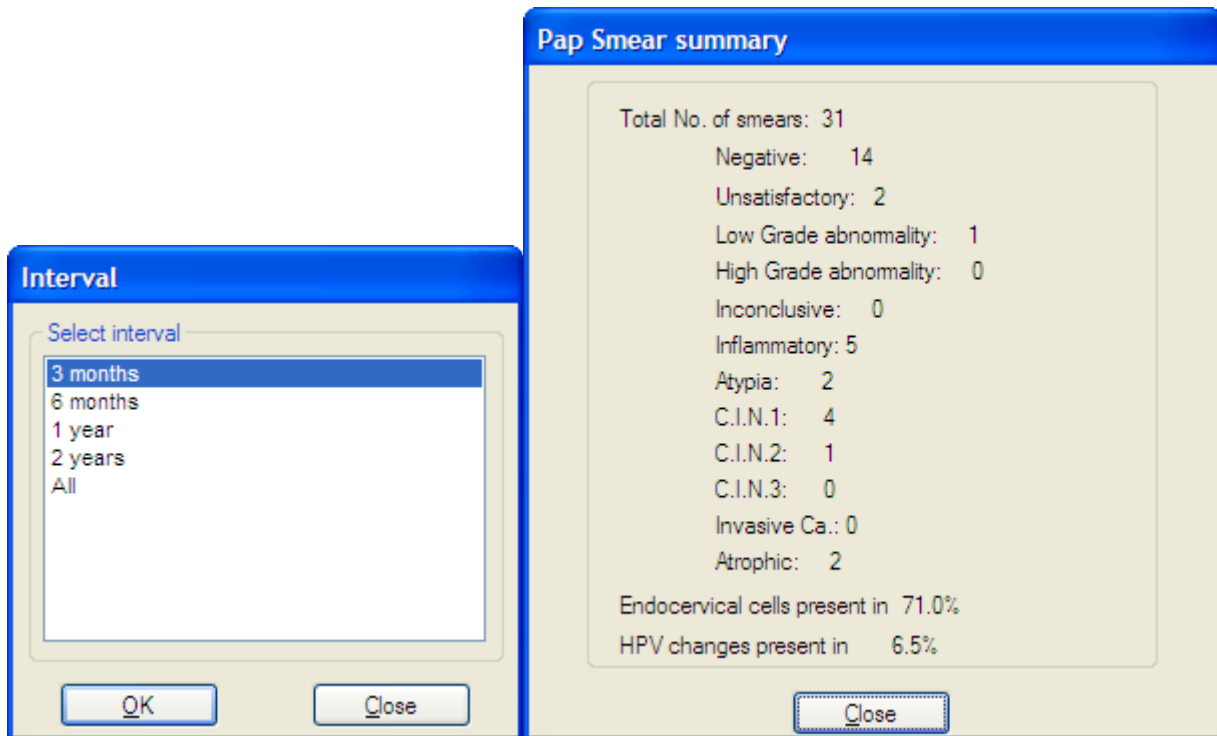 Interval
Select interval
3 months
6 months
1 year
2 years
All
OK
Close
Pap Smear summary
Total No. of smears: 31
Negative: 14
Unsatisfactory: 2
Low Grade abnormality: 1
High Grade abnormality: 0
Inconclusive: 0
Inflammatory: 5
Atypia: 2
C.I.N.1: 4
C.I.N.2: 1
C.I.N.3: 0
Invasive Ca.: 0
Atrophic: 2
Endocervical cells present in 71.0%
HPV changes present in 6.5%
Close